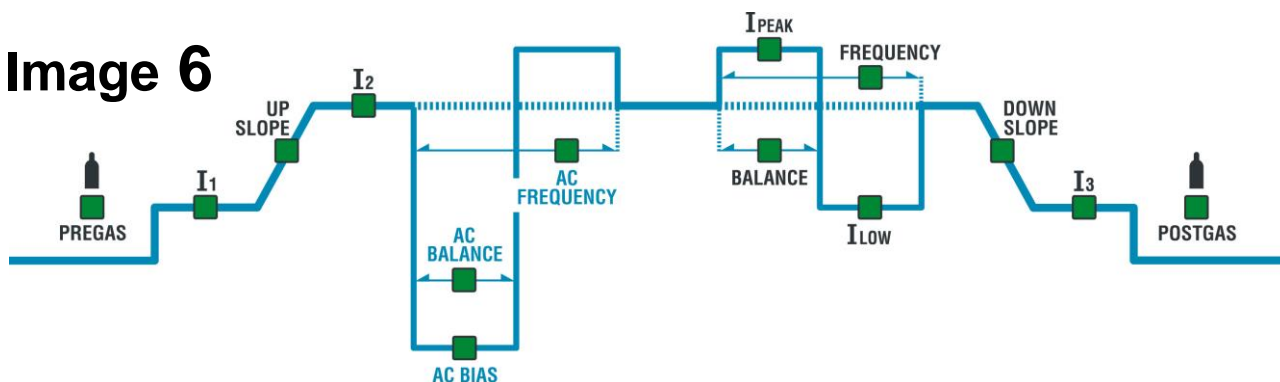 Image 6
PREGAS
I1
UP
SLOPE
I2
AC
BALANCE
AC BIAS
AC
FREQUENCY
IPEAK
FREQUENCY
BALANCE
ILOW
DOWN
SLOPE
I3
POSTGAS